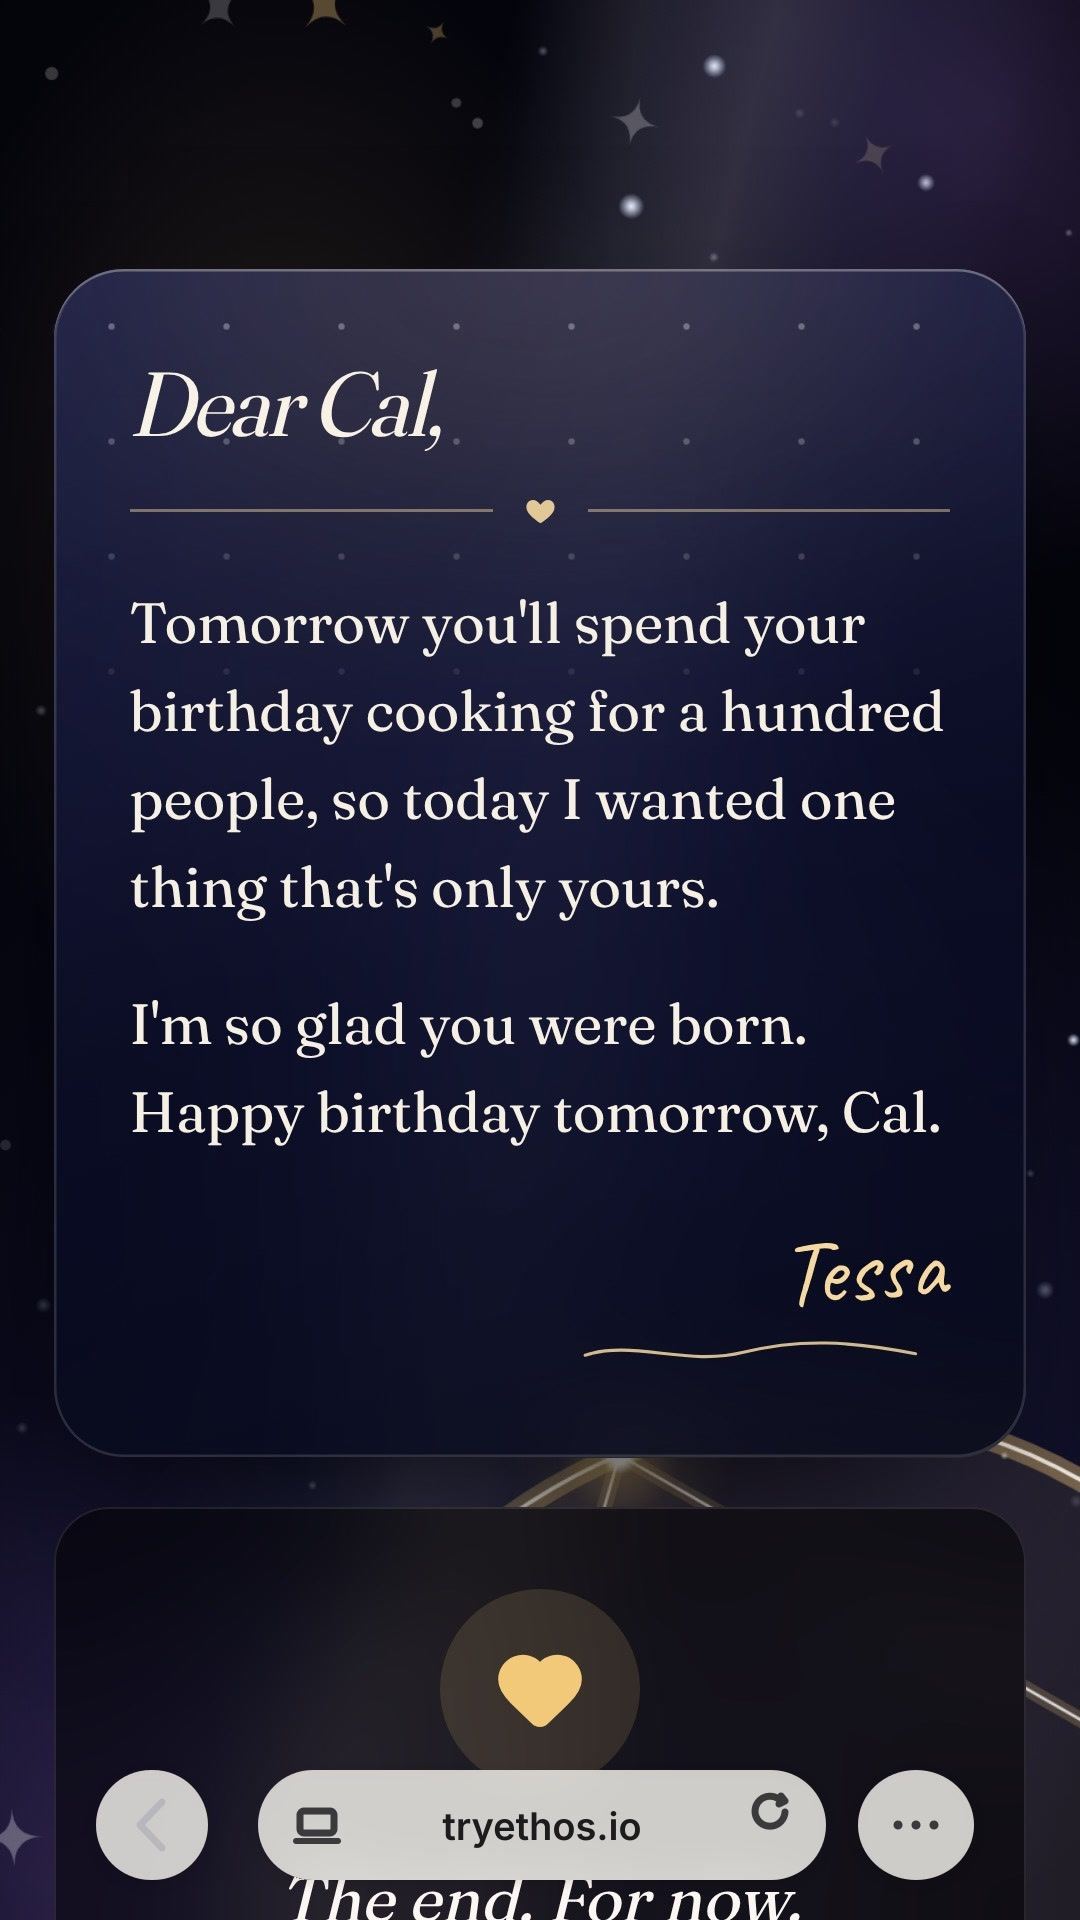 Dear Cal,
Tomorrow you'll spend your
birthday cooking for a hundred
people, so today I wanted one
thing that's only yours.
I'm so glad you were born.
Happy birthday tomorrow, Cal.
Tessa
tryethos.io
The end. For now.